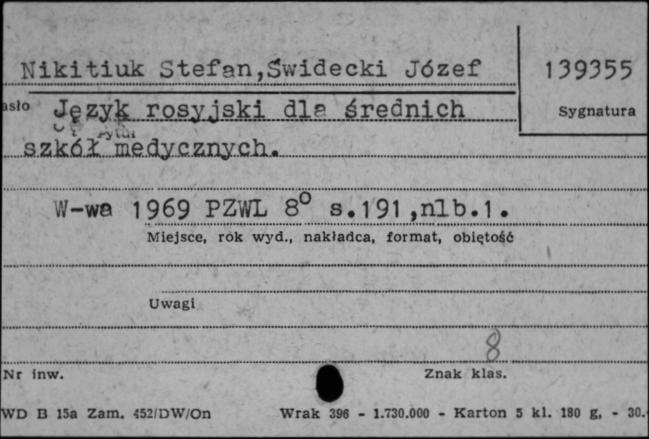 Nikitiuk Stefan,Świdecki Józef
139355
asło Język rosyjski dla średnich
Sygnatura
szkół medycznych.
W-wa 1969 PZWL 8° s.191,nlb.1.
Miejsce, rok wyd., nakładca, format, objętość
Uwagi
8
Nr inw.
Znak klas.
WD B 15a Zam. 452/DW/On
Wrak 396 - 1.730.000 - Karton 5 kl. 180 g, - 30.